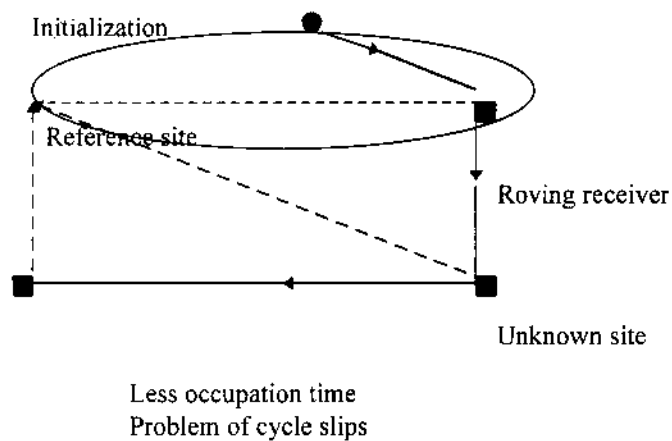 Initialization
Reference site
Roving receiver
Unknown site
Less occupation time
Problem of cycle slips